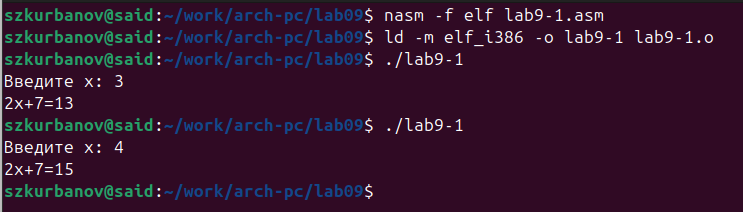 szkurbanov@said:~/work/arch-pc/lab09$ nasm -f elf lab9-1.asm
szkurbanov@said:~/work/arch-pc/lab09$ ld -m elf_i386 -o lab9-1 lab9-1.o
szkurbanov@said:~/work/arch-pc/lab09$ ./lab9-1
Введите x: 3
2x+7=13
szkurbanov@said:~/work/arch-pc/lab09$ ./lab9-1
Введите x: 4
2x+7=15
szkurbanov@said:~/work/arch-pc/lab09$